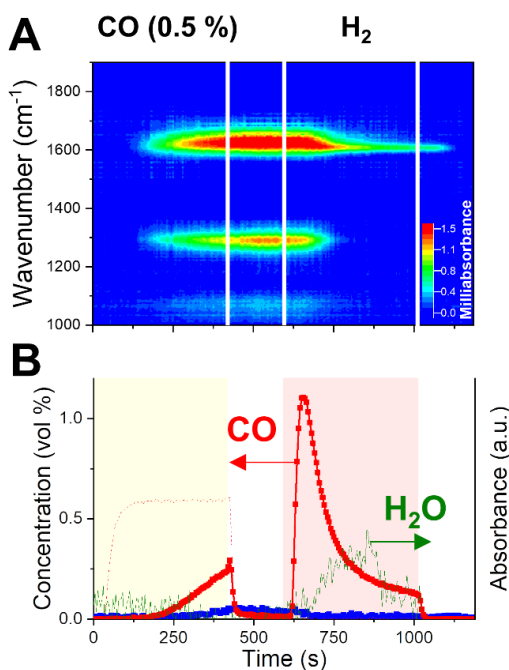 A
CO (0.5 %)
H₂
Wavenumber (cm⁻¹)
1800
1600
1400
1200
1000
1.5
1.1
0.8
0.4
0.0
Milliabsorbance
B
Concentration (vol %)
1.0
0.5
0.0
CO
H₂O
Absorbance (a.u.)
0
250
500
750
1000
Time (s)